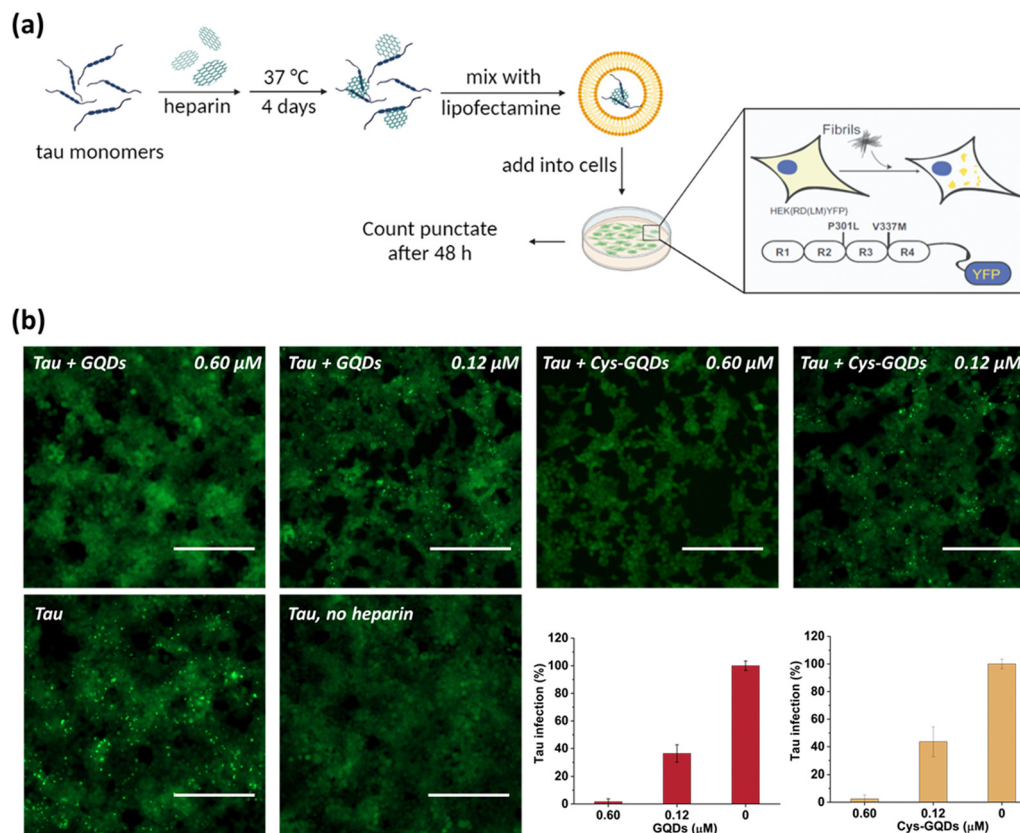 (a)
tau monomers
heparin
37 °C
4 days
mix with
lipofectamine
add into cells
Count punctate
after 48 h
Fibrils
HEK{RD(LM)YFP}
P301L V337M
R1 R2 R3 R4
YFP
(b)
Tau + GQDs 0.60 μM
Tau + GQDs 0.12 μM
Tau + Cys-GQDs 0.60 μM
Tau + Cys-GQDs 0.12 μM
Tau
Tau, no heparin
Tau infection (%)
120
100
80
60
40
20
0
0.60 0.12 0
GQDs (μM)
Tau infection (%)
120
100
80
60
40
20
0
0.60 0.12 0
Cys-GQDs (μM)